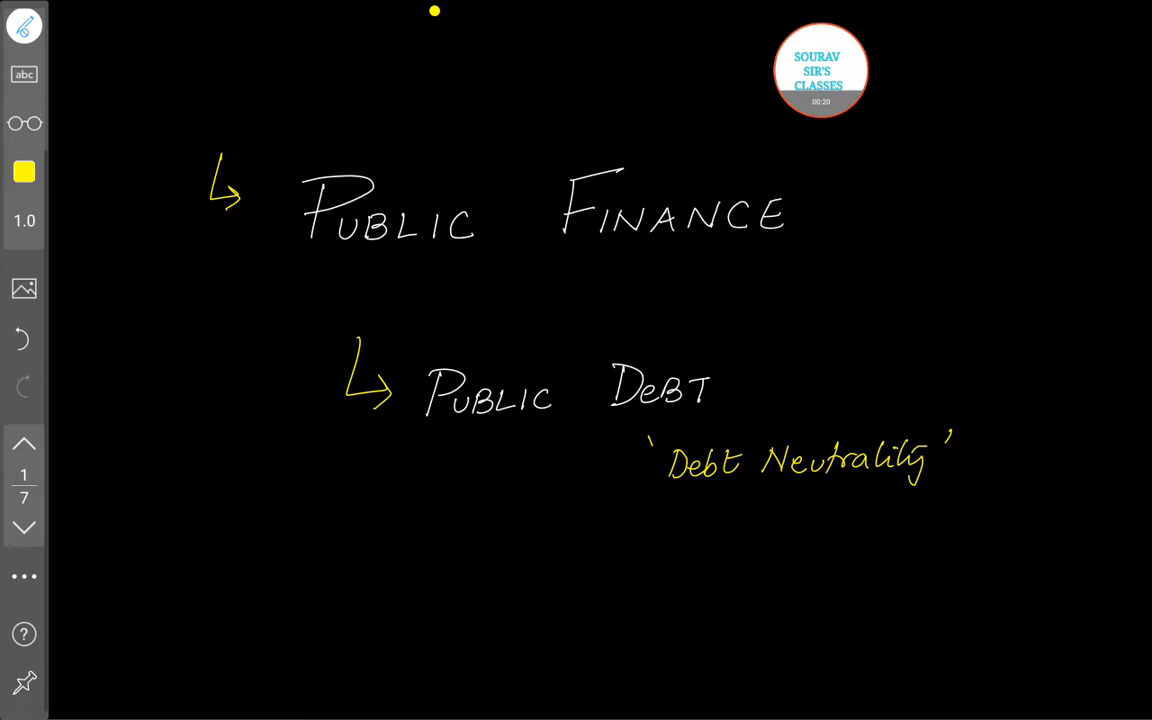 SOURAV
SIR'S
CLASSES
00:20
abc
PUBLIC FINANCE
1.0
PUBLIC DEBT
'Debt Neutrality'
1
7
?